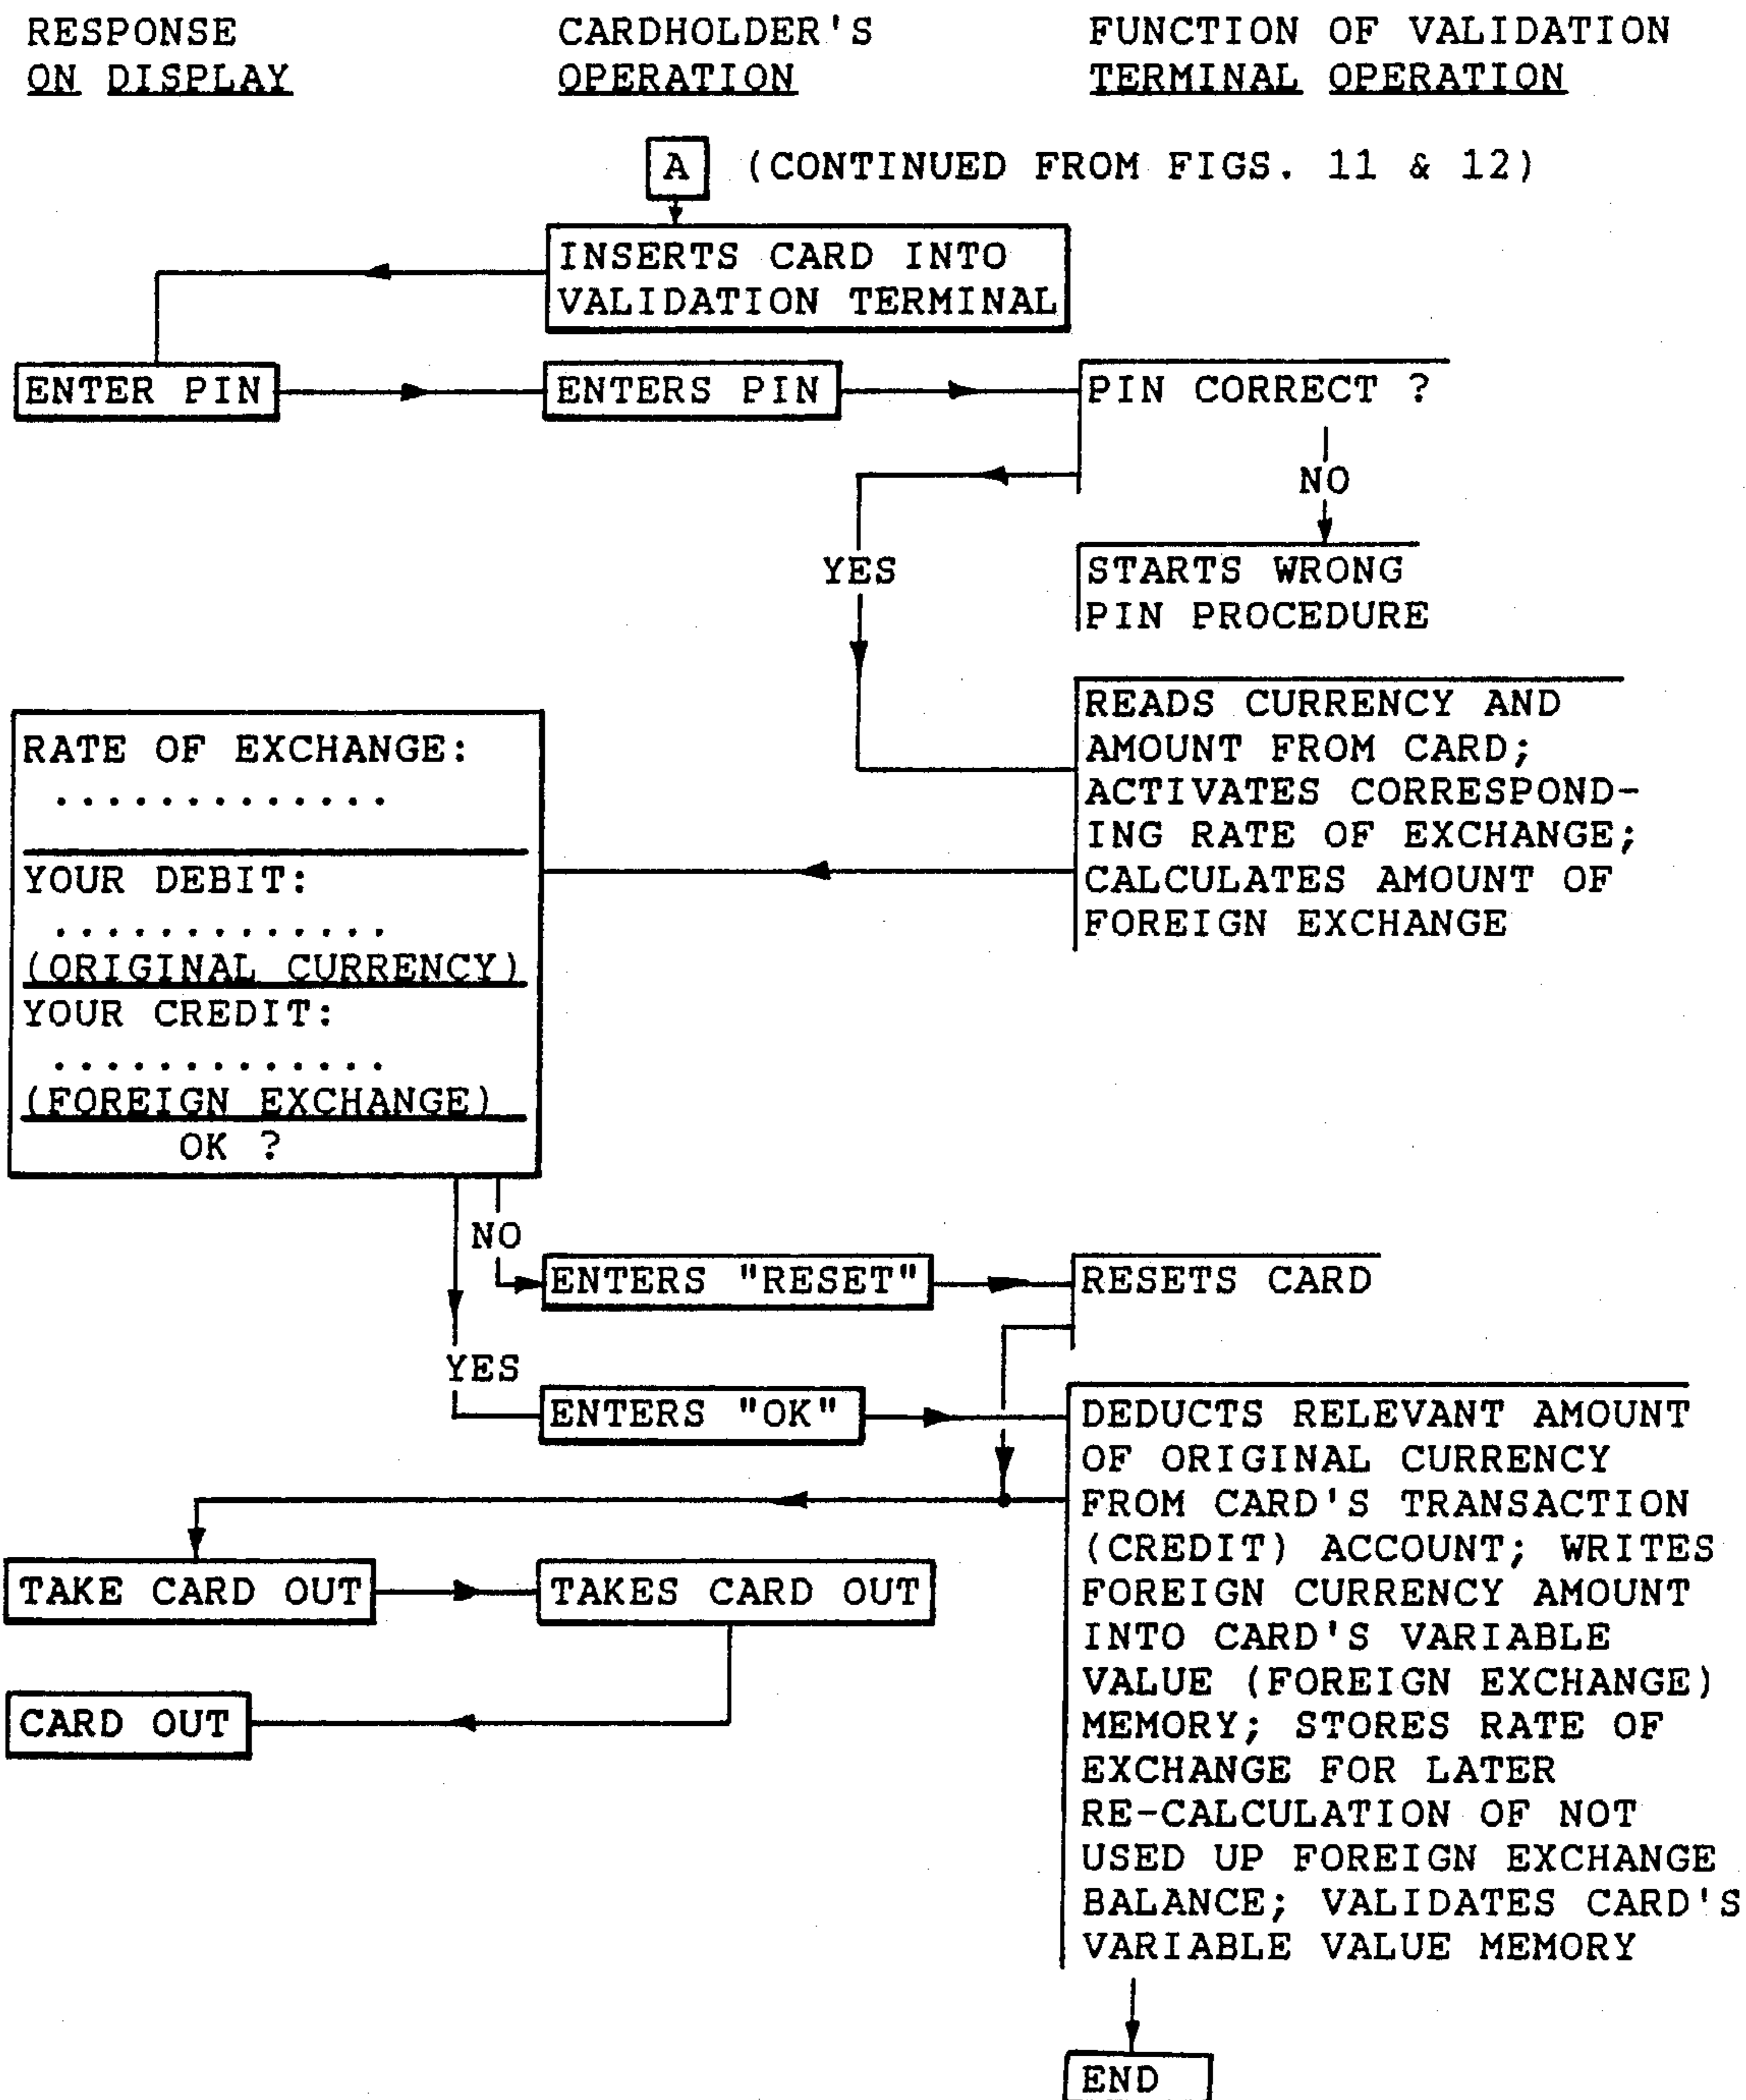 RESPONSE
ON DISPLAY
CARDHOLDER'S
OPERATION
FUNCTION OF VALIDATION
TERMINAL OPERATION
A (CONTINUED FROM FIGS. 11 & 12)
INSERTS CARD INTO
VALIDATION TERMINAL
ENTER PIN
ENTERS PIN
PIN CORRECT ?
NO
YES
STARTS WRONG
PIN PROCEDURE
READS CURRENCY AND
AMOUNT FROM CARD;
ACTIVATES CORRESPOND-
ING RATE OF EXCHANGE;
CALCULATES AMOUNT OF
FOREIGN EXCHANGE
RATE OF EXCHANGE:
.............
YOUR DEBIT:
.............
(ORIGINAL CURRENCY)
YOUR CREDIT:
.............
(FOREIGN EXCHANGE)
OK ?
NO
ENTERS "RESET"
RESETS CARD
YES
ENTERS "OK"
DEDUCTS RELEVANT AMOUNT
OF ORIGINAL CURRENCY
FROM CARD'S TRANSACTION
(CREDIT) ACCOUNT; WRITES
FOREIGN CURRENCY AMOUNT
INTO CARD'S VARIABLE
VALUE (FOREIGN EXCHANGE)
MEMORY; STORES RATE OF
EXCHANGE FOR LATER
RE-CALCULATION OF NOT
USED UP FOREIGN EXCHANGE
BALANCE; VALIDATES CARD'S
VARIABLE VALUE MEMORY
TAKE CARD OUT
TAKES CARD OUT
CARD OUT
END